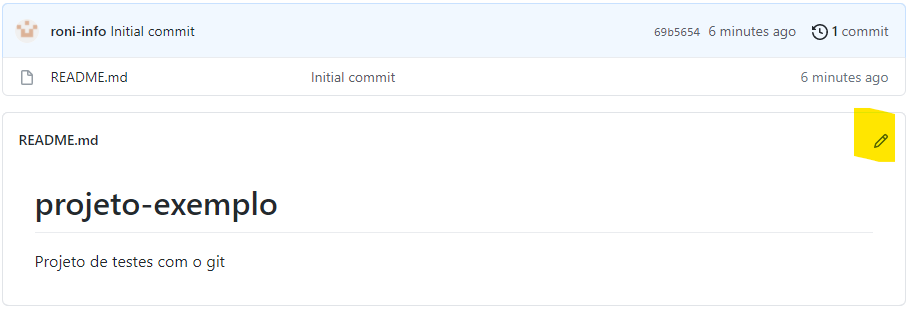 roni-info Initial commit 69b5654 6 minutes ago 1 commit
README.md Initial commit 6 minutes ago
README.md
projeto-exemplo
Projeto de testes com o git